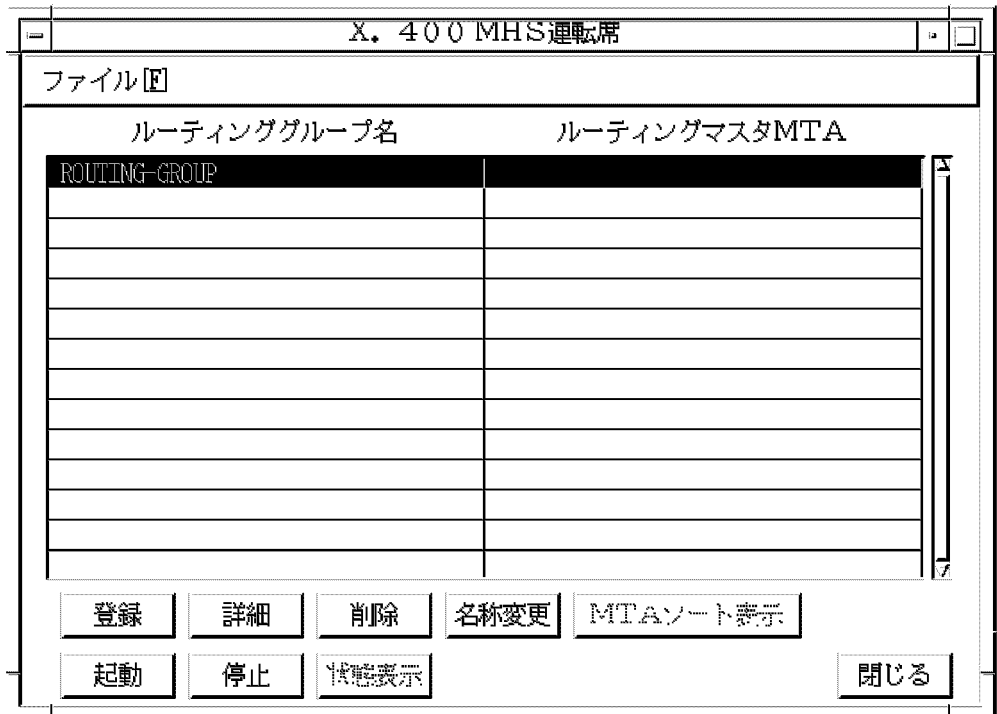 X．４００ MHS運転席
ファイル[F]
ルーティンググループ名 ルーティングマスタMTA
ROUTING-GROUP
登録 詳細 削除 名称変更 MTAソート表示
起動 停止 状態表示 閉じる